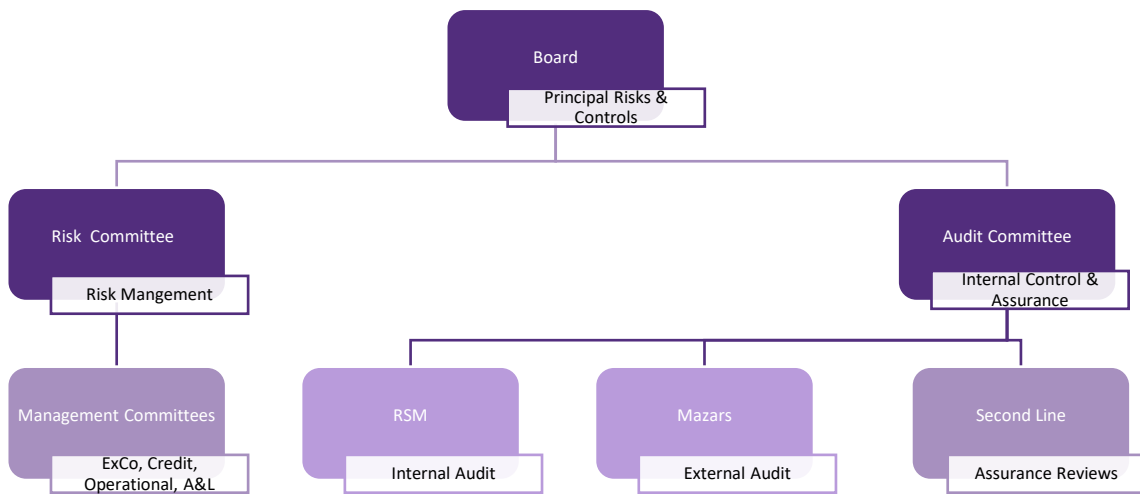 Board
Principal Risks &
Controls
Risk Committee
Risk Mangement
Audit Committee
Internal Control &
Assurance
Management Committees
ExCo, Credit,
Operational, A&L
RSM
Internal Audit
Mazars
External Audit
Second Line
Assurance Reviews